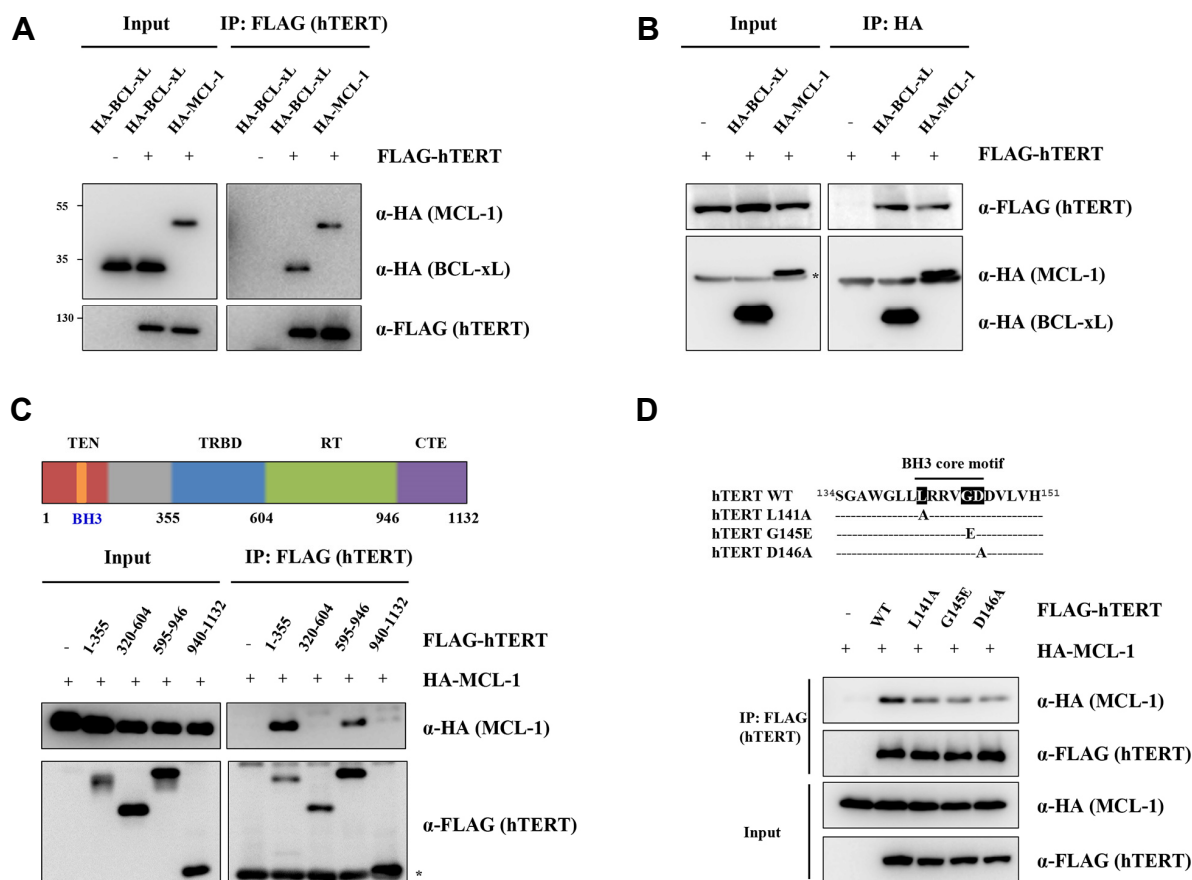 A
Input
IP: FLAG (hTERT)
HA-BCL-xL
HA-BCL-xL
HA-MCL-1
HA-BCL-xL
HA-BCL-xL
HA-MCL-1
- + + - + + FLAG-hTERT
55
35
130
α-HA (MCL-1)
α-HA (BCL-xL)
α-FLAG (hTERT)
B
Input
IP: HA
-
HA-BCL-xL
HA-MCL-1
-
HA-BCL-xL
HA-MCL-1
+ + + + + + FLAG-hTERT
α-FLAG (hTERT)
* α-HA (MCL-1)
α-HA (BCL-xL)
C
TEN TRBD RT CTE
1 BH3 355 604 946 1132
Input
IP: FLAG (hTERT)
- 1-355 320-604 595-946 940-1132 - 1-355 320-604 595-946 940-1132 FLAG-hTERT
+ + + + + + + + + + HA-MCL-1
α-HA (MCL-1)
α-FLAG (hTERT)
*
D
BH3 core motif
hTERT WT 134SGAWGLLLRRVGDDVLVH151
hTERT L141A --------A------------
hTERT G145E ------------E--------
hTERT D146A -------------A-------
- WT L141A G145E D146A FLAG-hTERT
+ + + + + HA-MCL-1
IP: FLAG
(hTERT)
α-HA (MCL-1)
α-FLAG (hTERT)
Input
α-HA (MCL-1)
α-FLAG (hTERT)